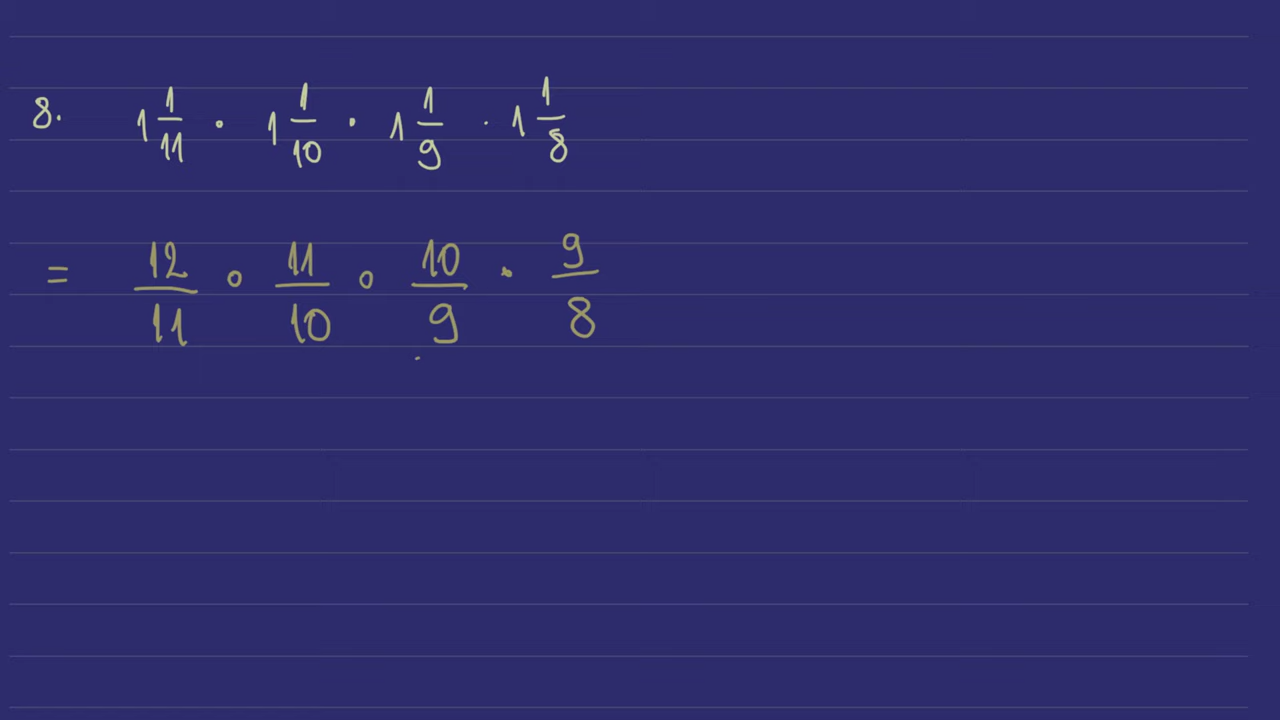 8. 1 1/11 · 1 1/10 · 1 1/9 · 1 1/8
= 12/11 · 11/10 · 10/9 · 9/8